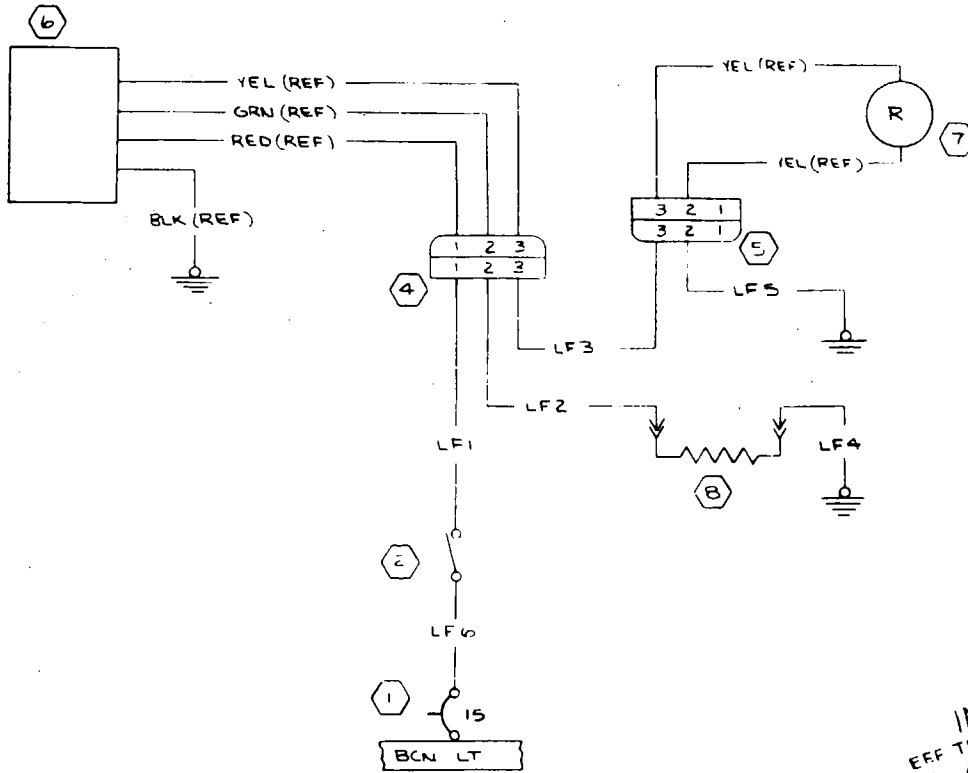 6
YEL (REF)
GRN (REF)
RED (REF)
BLK (REF)
YEL (REF)
R
7
YEL (REF)
3 2 1
3 2 1
5
1 2 3
1 2 3
4
LF5
LF3
LF2
LF4
LF1
8
2
LF6
1
15
BCN LT
EFF